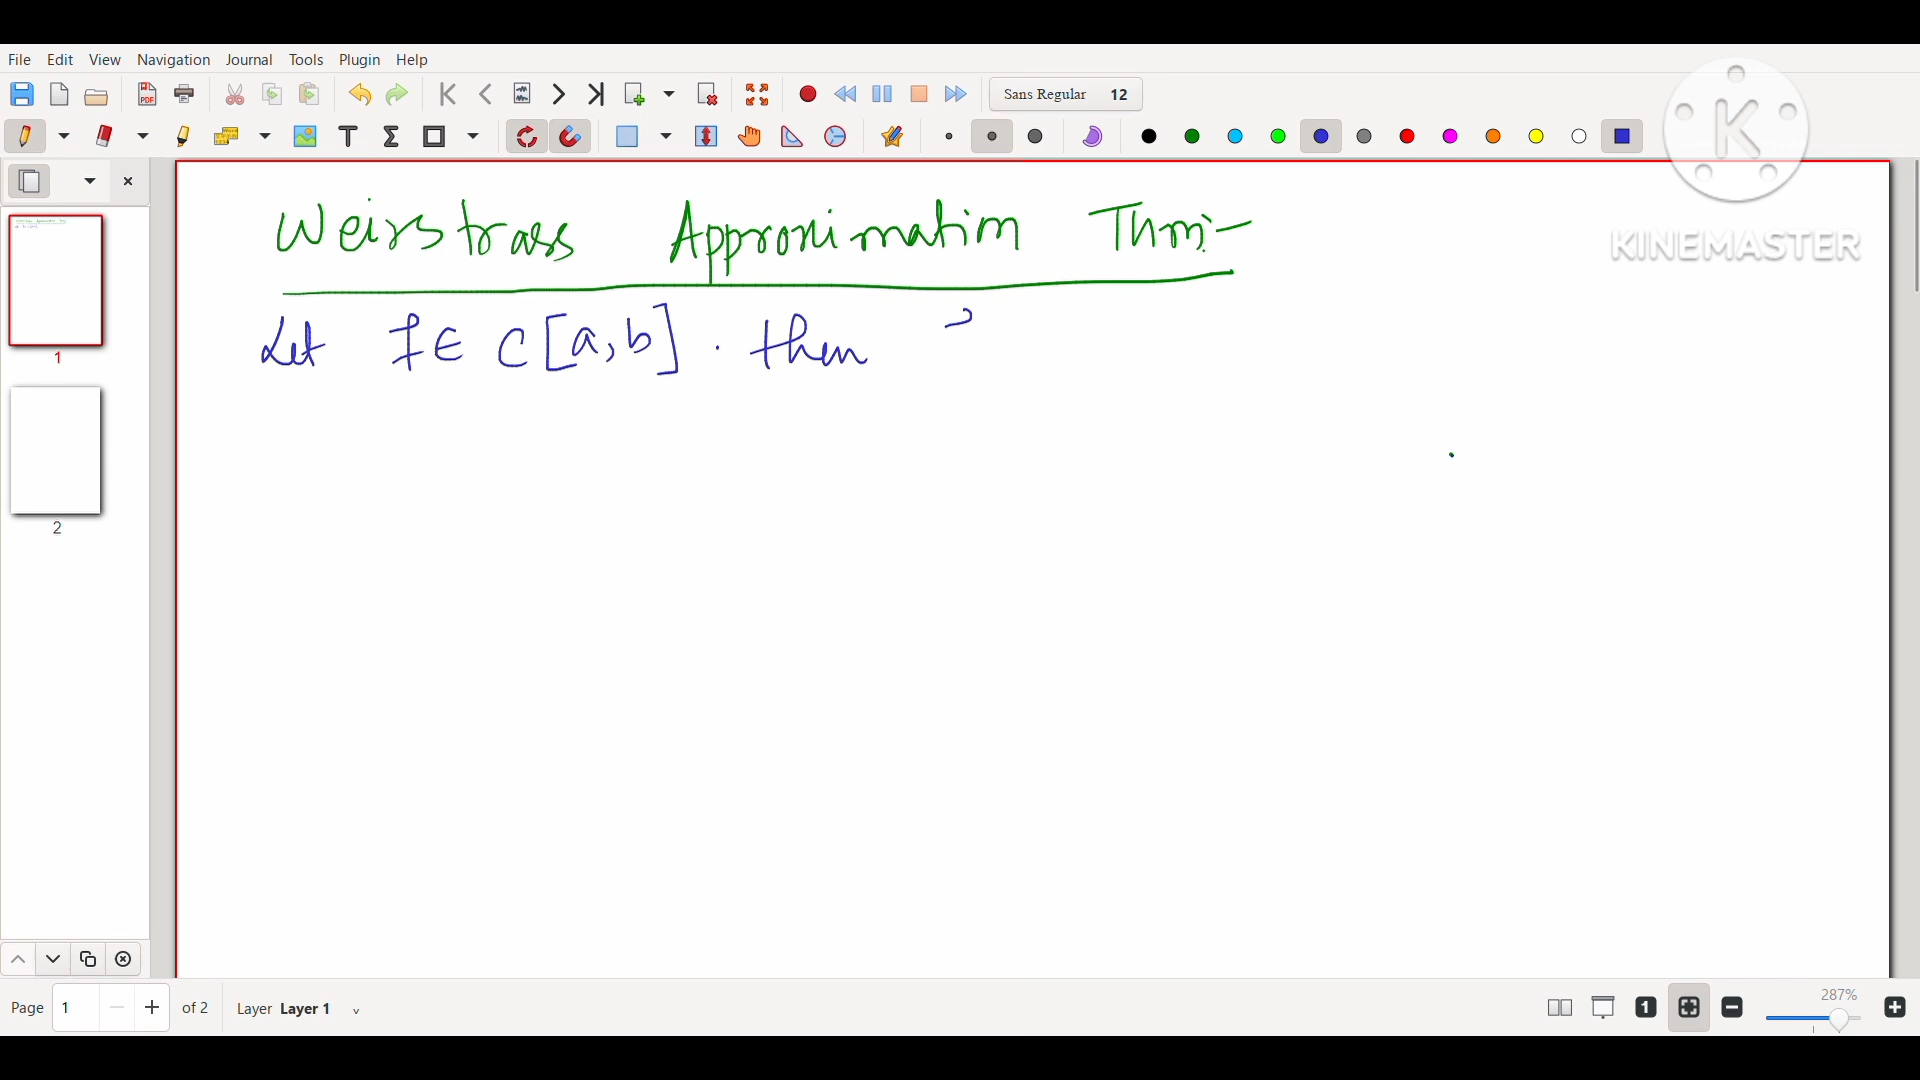 File Edit View Navigation Journal Tools Plugin Help
Sans Regular 12
KINEMASTER
Weirstrass Approximation Thm:-
Let f ∈ C[a,b] . then
1
2
Page 1 of 2 Layer Layer 1
287%